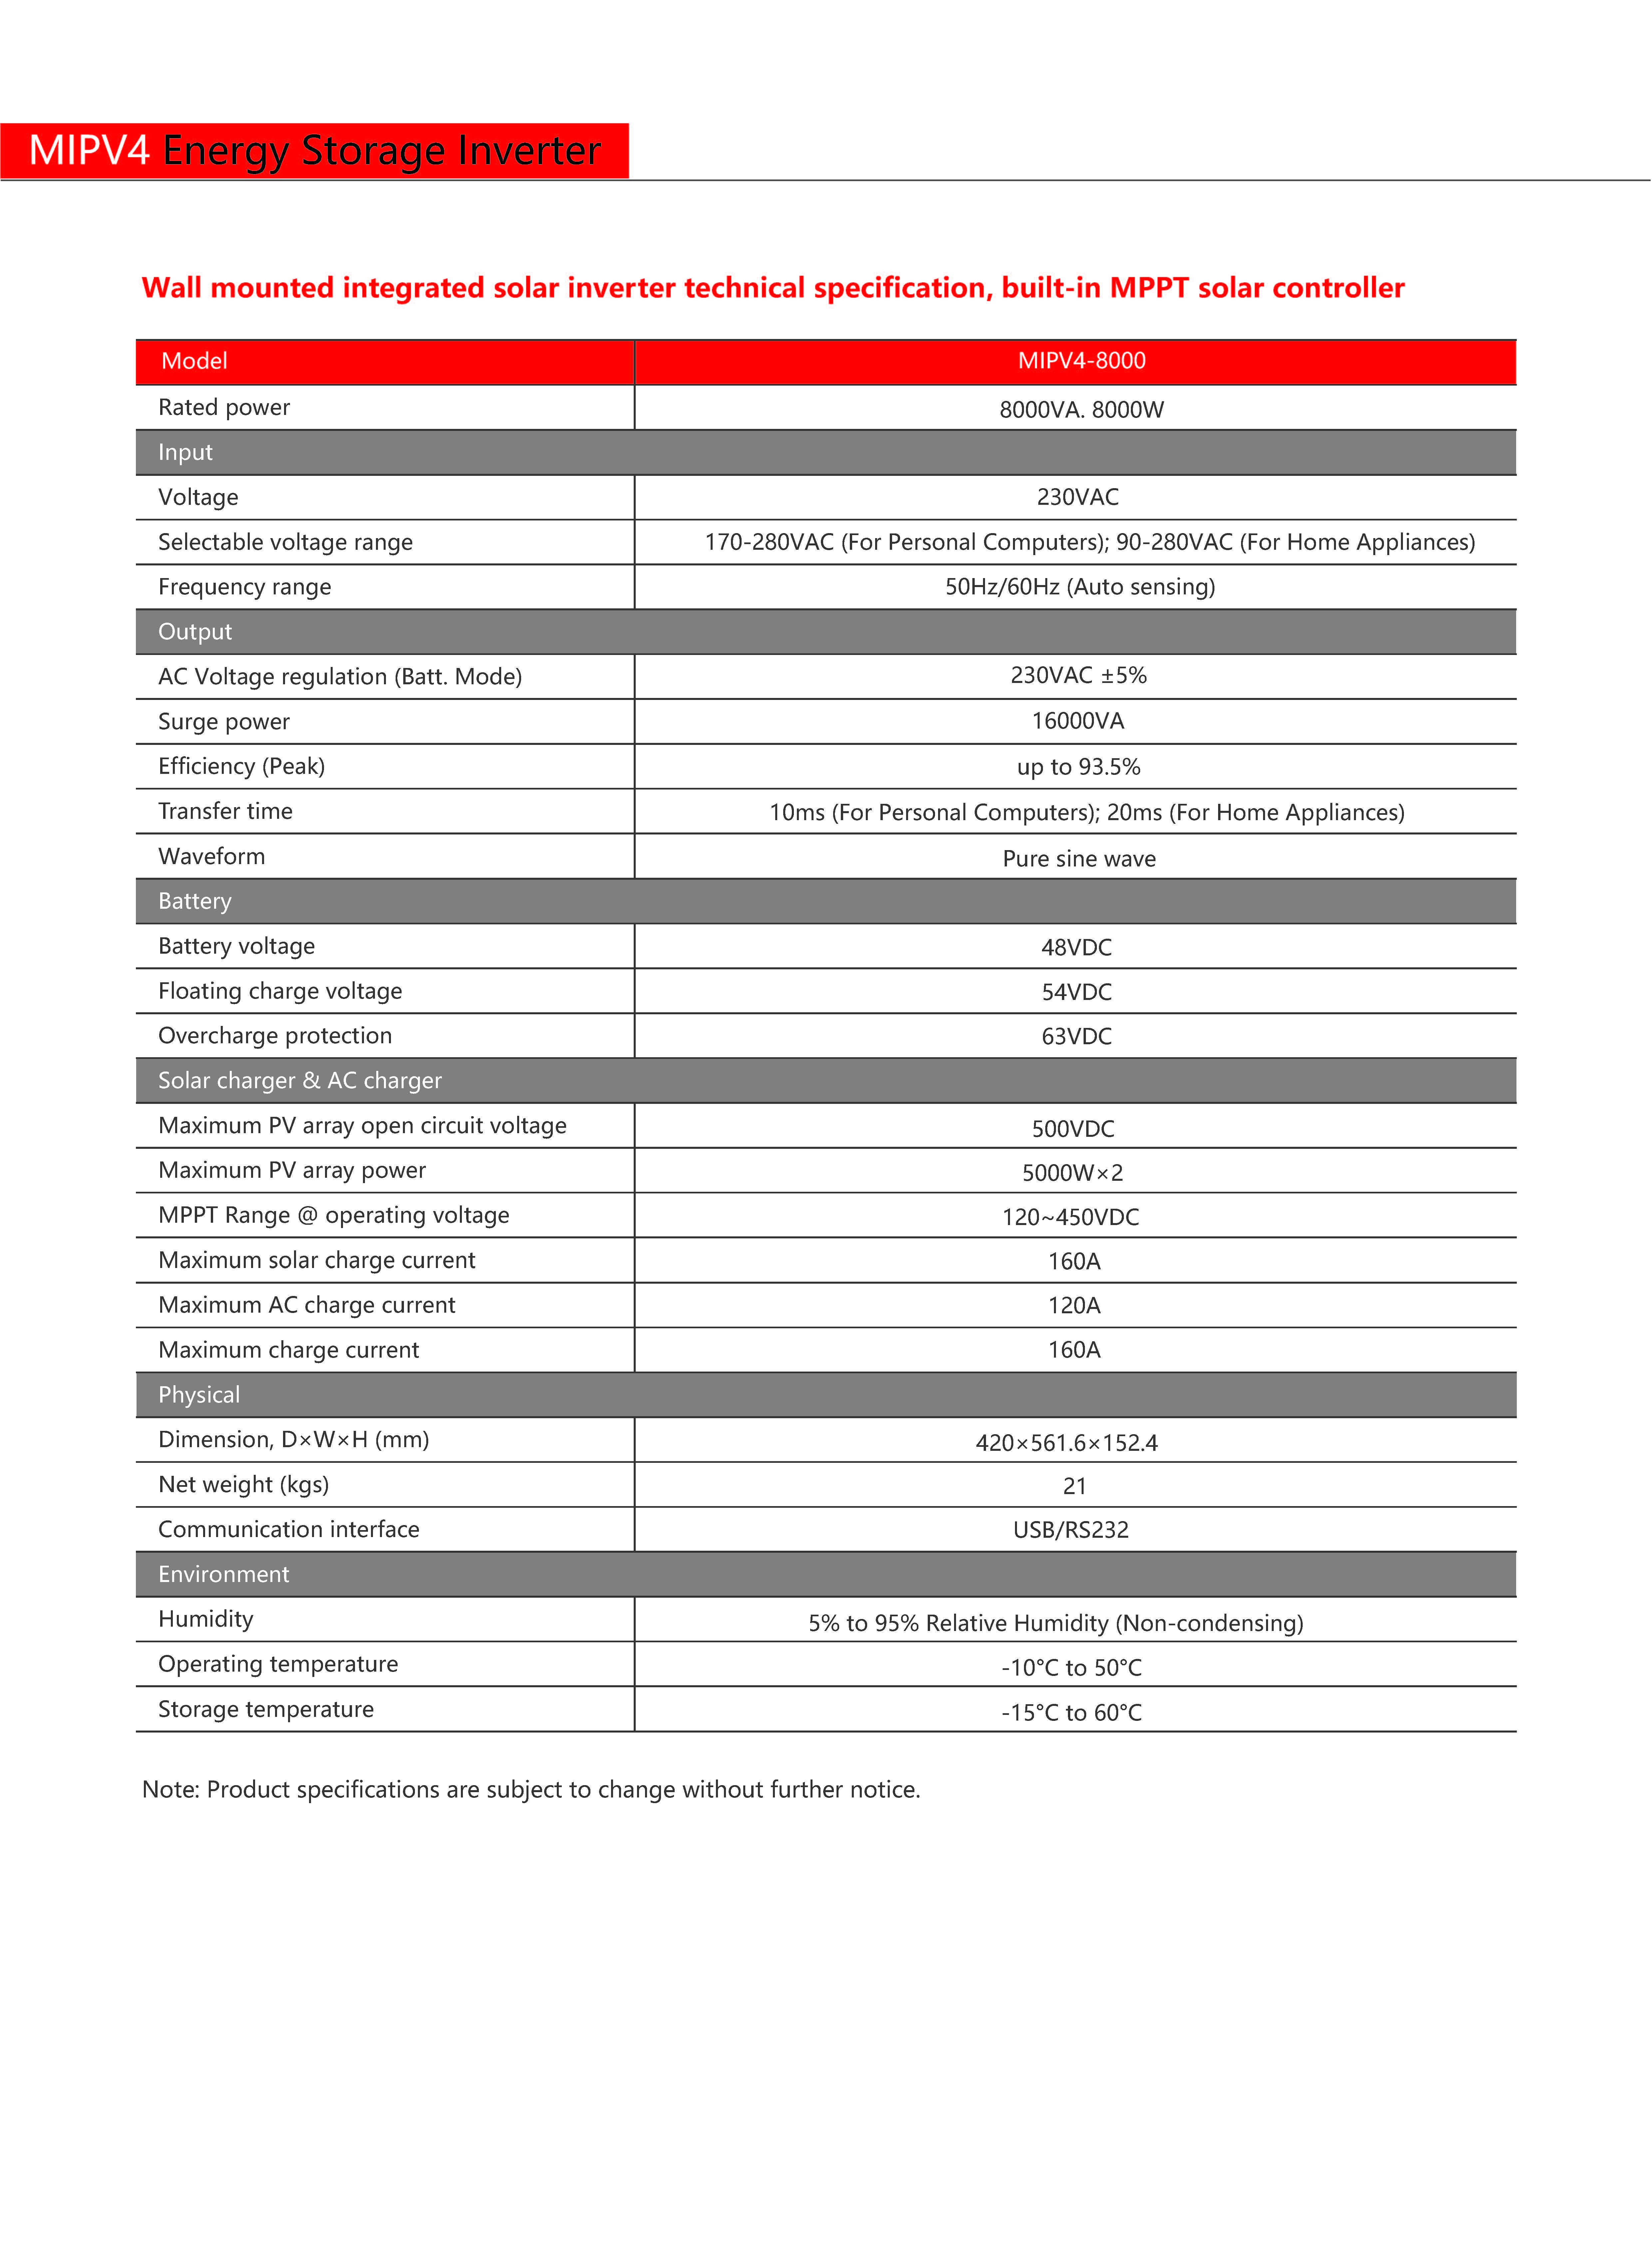 MIPV4 Energy Storage Inverter
Wall mounted integrated solar inverter technical specification, built-in MPPT solar controller
Model MIPV4-8000
Rated power 8000VA. 8000W
Input
Voltage 230VAC
Selectable voltage range 170-280VAC (For Personal Computers); 90-280VAC (For Home Appliances)
Frequency range 50Hz/60Hz (Auto sensing)
Output
AC Voltage regulation (Batt. Mode) 230VAC ±5%
Surge power 16000VA
Efficiency (Peak) up to 93.5%
Transfer time 10ms (For Personal Computers); 20ms (For Home Appliances)
Waveform Pure sine wave
Battery
Battery voltage 48VDC
Floating charge voltage 54VDC
Overcharge protection 63VDC
Solar charger & AC charger
Maximum PV array open circuit voltage 500VDC
Maximum PV array power 5000W×2
MPPT Range @ operating voltage 120~450VDC
Maximum solar charge current 160A
Maximum AC charge current 120A
Maximum charge current 160A
Physical
Dimension, D×W×H (mm) 420×561.6×152.4
Net weight (kgs) 21
Communication interface USB/RS232
Environment
Humidity 5% to 95% Relative Humidity (Non-condensing)
Operating temperature -10°C to 50°C
Storage temperature -15°C to 60°C
Note: Product specifications are subject to change without further notice.